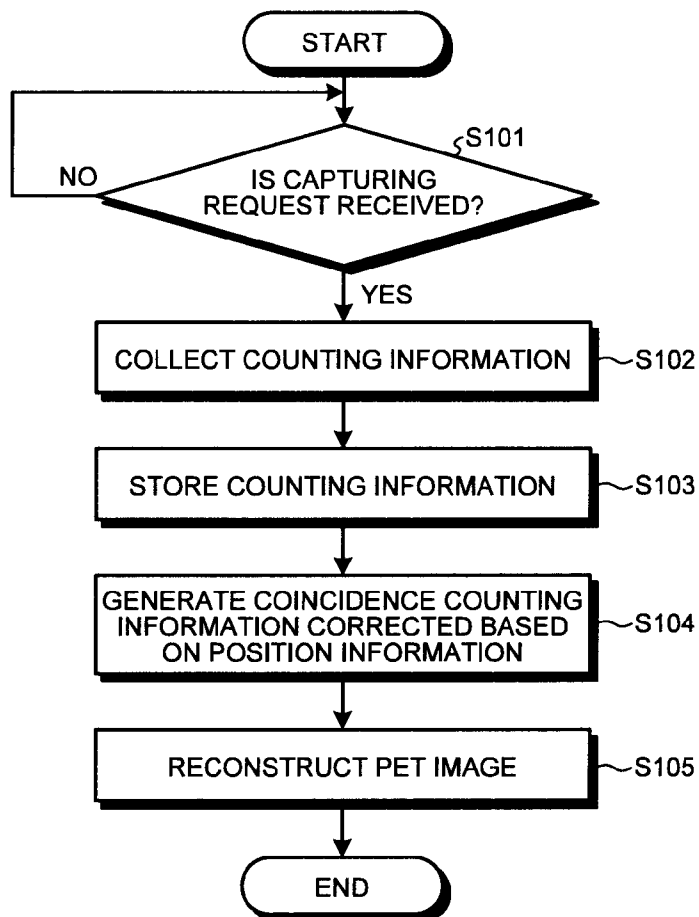 START
S101
NO
IS CAPTURING
REQUEST RECEIVED?
YES
COLLECT COUNTING INFORMATION
S102
STORE COUNTING INFORMATION
S103
GENERATE COINCIDENCE COUNTING
INFORMATION CORRECTED BASED
ON POSITION INFORMATION
S104
RECONSTRUCT PET IMAGE
S105
END